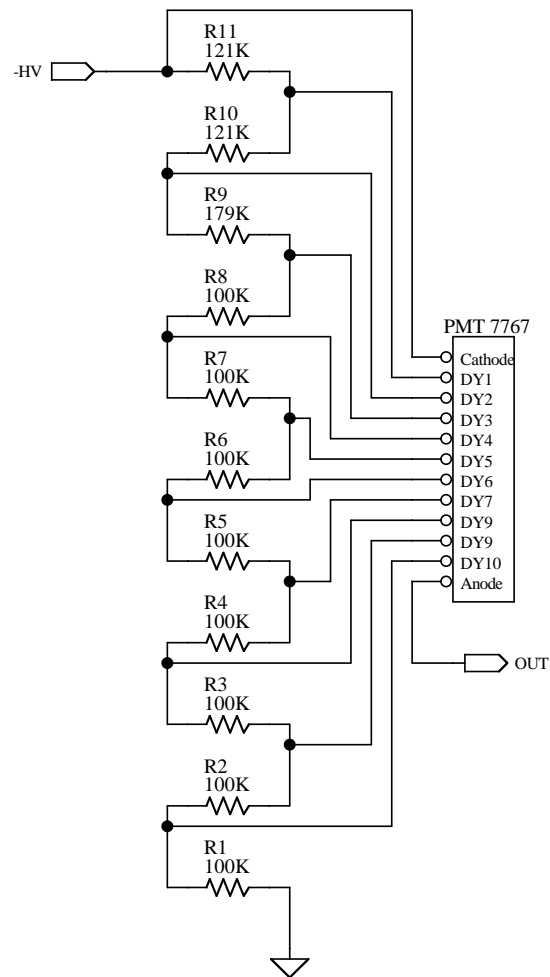 R11
121K
-HV
R10
121K
R9
179K
R8
100K
PMT 7767
R7
100K
Cathode
DY1
DY2
DY3
DY4
DY5
DY6
DY7
DY9
DY9
DY10
Anode
R6
100K
R5
100K
R4
100K
OUT
R3
100K
R2
100K
R1
100K